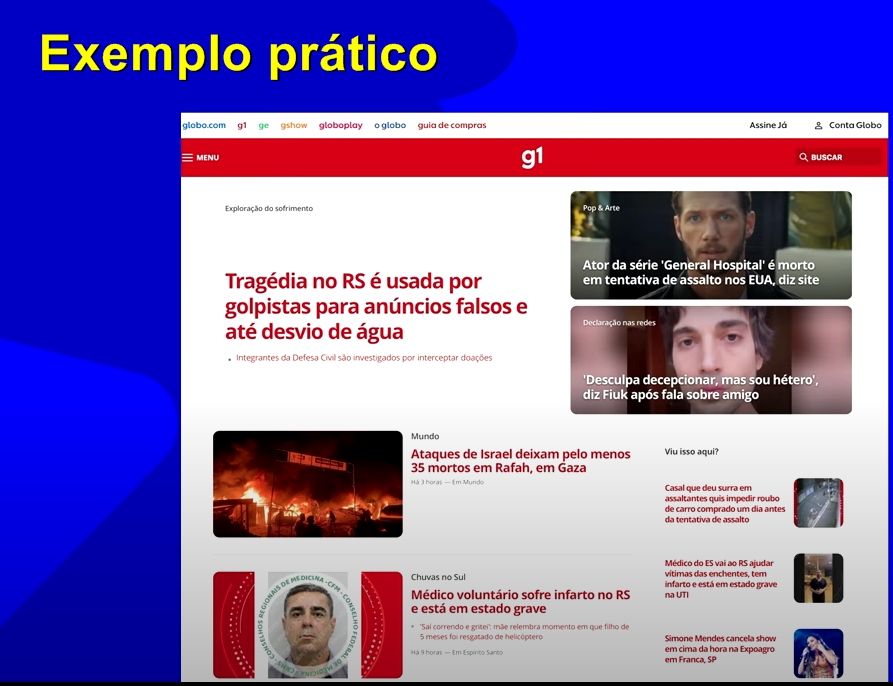 Exemplo prático
globo.com g1 ge gshow globoplay o globo guia de compras Assine Já Conta Globo
MENU g1 BUSCAR
Exploração do sofrimento
Tragédia no RS é usada por
golpistas para anúncios falsos e
até desvio de água
Integrantes da Defesa Civil são investigados por interceptar doações
Pop & Arte
Ator da série 'General Hospital' é morto
em tentativa de assalto nos EUA, diz site
Declaração nas redes
'Desculpa decepcionar, mas sou hétero',
diz Fiuk após fala sobre amigo
Mundo
Ataques de Israel deixam pelo menos
35 mortos em Rafah, em Gaza
Há 3 horas — Em Mundo
Chuvas no Sul
Médico voluntário sofre infarto no RS
e está em estado grave
'Saí correndo e gritei': mãe relembra momento em que filho de
5 meses foi resgatado de helicóptero
Há 9 horas — Em Espírito Santo
CONSELHOS REGIONAIS DE MEDICINA - CFM - CONSELHO FEDERAL DE MEDICINA
Viu isso aqui?
Casal que deu surra em
assaltantes quis impedir roubo
de carro comprado um dia antes
da tentativa de assalto
Médico do ES vai ao RS ajudar
vítimas das enchentes, tem
infarto e está em estado grave
na UTI
Simone Mendes cancela show
em cima da hora na Expoagro
em Franca, SP